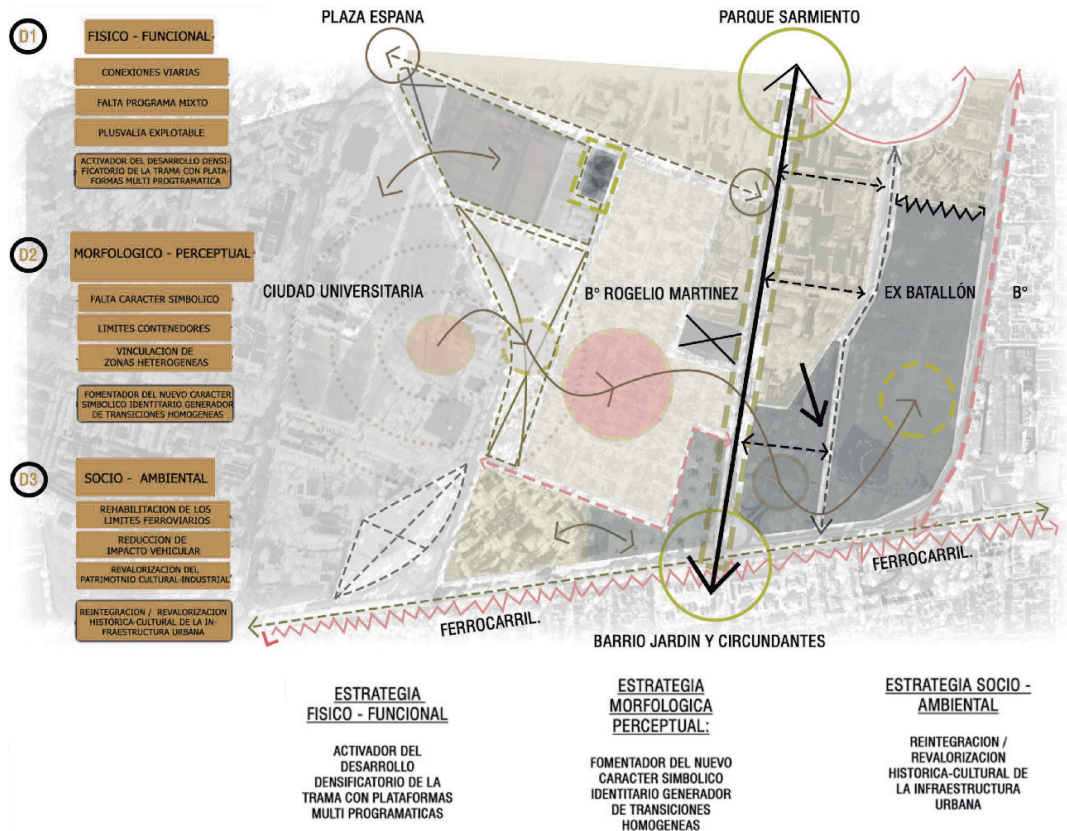 D1
FISICO - FUNCIONAL
CONEXIONES VIARIAS
FALTA PROGRAMA MIXTO
PLUSVALIA EXPLOTABLE
ACTIVADOR DEL DESARROLLO DENSI-
FICATORIO DE LA TRAMA CON PLATA-
FORMAS MULTI PROGTRAMATICA
D2
MORFOLOGICO - PERCEPTUAL
FALTA CARACTER SIMBOLICO
LIMITES CONTENEDORES
VINCULACION DE
ZONAS HETEROGENEAS
FOMENTADOR DEL NUEVO CARACTER
SIMBOLICO IDENTITARIO GENERADOR
DE TRANSICIONES HOMOGENEAS
D3
SOCIO - AMBIENTAL
REHABILITACION DE LOS
LIMITES FERROVIARIOS
REDUCCION DE
IMPACTO VEHICULAR
REVALORIZACION DEL
PATRIMOTNIO CULTURAL-INDUSTRIAL
REINTEGRACION / REVALORIZACION
HISTORICA-CULTURAL DE LA IN-
FRAESTRUCTURA URBANA
PLAZA ESPANA
PARQUE SARMIENTO
CIUDAD UNIVERSITARIA
B° ROGELIO MARTINEZ
EX BATALLÓN
B°
FERROCARRIL.
FERROCARRIL.
BARRIO JARDIN Y CIRCUNDANTES
ESTRATEGIA
FISICO - FUNCIONAL
ACTIVADOR DEL
DESARROLLO
DENSIFICATORIO DE LA
TRAMA CON PLATAFORMAS
MULTI PROGRAMATICAS
ESTRATEGIA
MORFOLOGICA
PERCEPTUAL:
FOMENTADOR DEL NUEVO
CARACTER SIMBOLICO
IDENTITARIO GENERADOR
DE TRANSICIONES
HOMOGENEAS
ESTRATEGIA SOCIO -
AMBIENTAL
REINTEGRACION /
REVALORIZACION
HISTORICA-CULTURAL DE
LA INFRAESTRUCTURA
URBANA